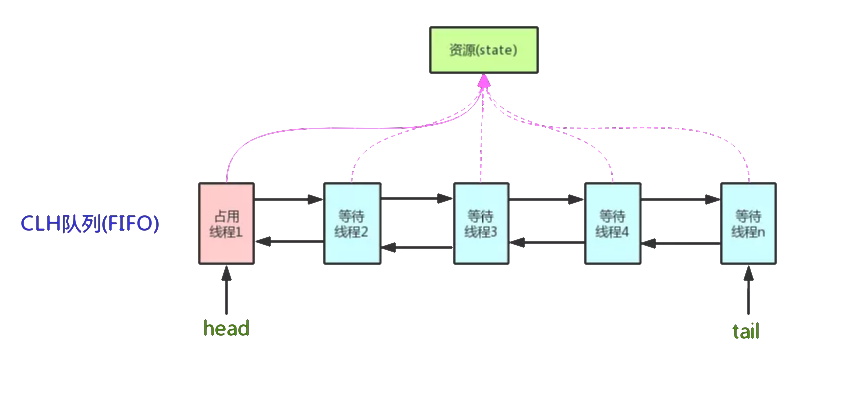 资源(state)
CLH队列(FIFO)
占用
线程1
等待
线程2
等待
线程3
等待
线程4
等待
线程n
head
tail